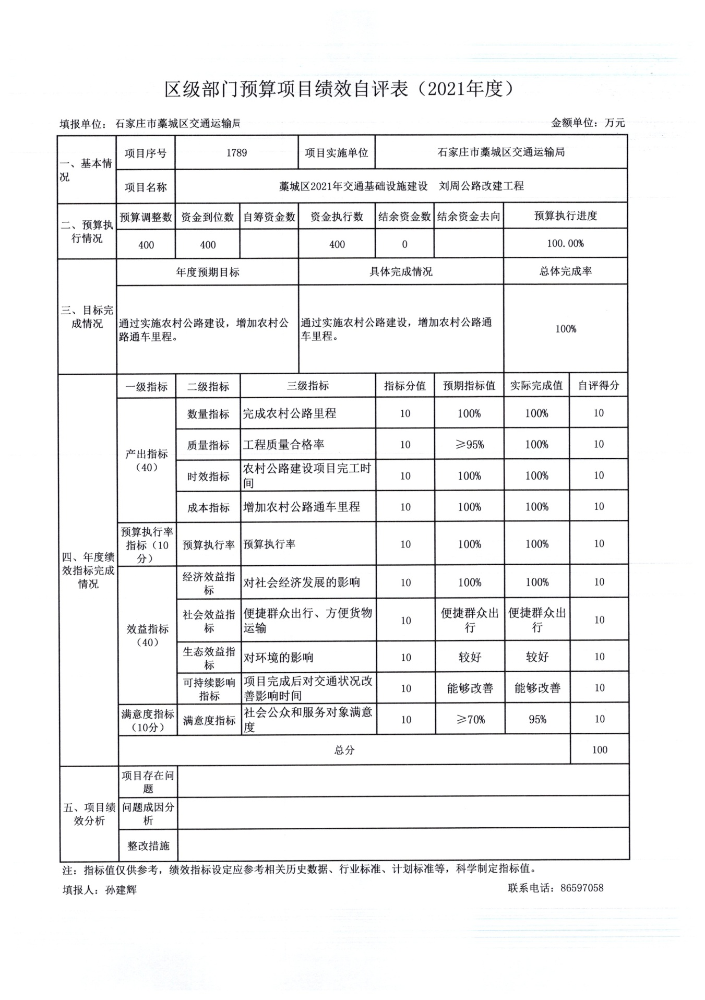 区级部门预算项目绩效自评表（2021年度）
填报单位： 石家庄市藁城区交通运输局 金额单位：万元
一、基本情况 项目序号 1789 项目实施单位 石家庄市藁城区交通运输局
项目名称 藁城区2021年交通基础设施建设 刘周公路改建工程
二、预算执行情况 预算调整数 资金到位数 自筹资金数 资金执行数 结余资金数 结余资金去向 预算执行进度
400 400 400 0 100.00%
三、目标完成情况 年度预期目标 具体完成情况 总体完成率
通过实施农村公路建设，增加农村公路通车里程。 通过实施农村公路建设，增加农村公路通车里程。 100%
四、年度绩效指标完成情况 一级指标 二级指标 三级指标 指标分值 预期指标值 实际完成值 自评得分
产出指标（40） 数量指标 完成农村公路里程 10 100% 100% 10
质量指标 工程质量合格率 10 ≥95% 100% 10
时效指标 农村公路建设项目完工时间 10 100% 100% 10
成本指标 增加农村公路通车里程 10 100% 100% 10
预算执行率指标（10分） 预算执行率 预算执行率 10 100% 100% 10
效益指标（40） 经济效益指标 对社会经济发展的影响 10 100% 100% 10
社会效益指标 便捷群众出行、方便货物运输 10 便捷群众出行 便捷群众出行 10
生态效益指标 对环境的影响 10 较好 较好 10
可持续影响指标 项目完成后对交通状况改善影响时间 10 能够改善 能够改善 10
满意度指标（10分） 满意度指标 社会公众和服务对象满意度 10 ≥70% 95% 10
总分 100
五、项目绩效分析 项目存在问题
问题成因分析
整改措施
注：指标值仅供参考，绩效指标设定应参考相关历史数据、行业标准、计划标准等，科学制定指标值。
填报人：孙建辉 联系电话：86597058